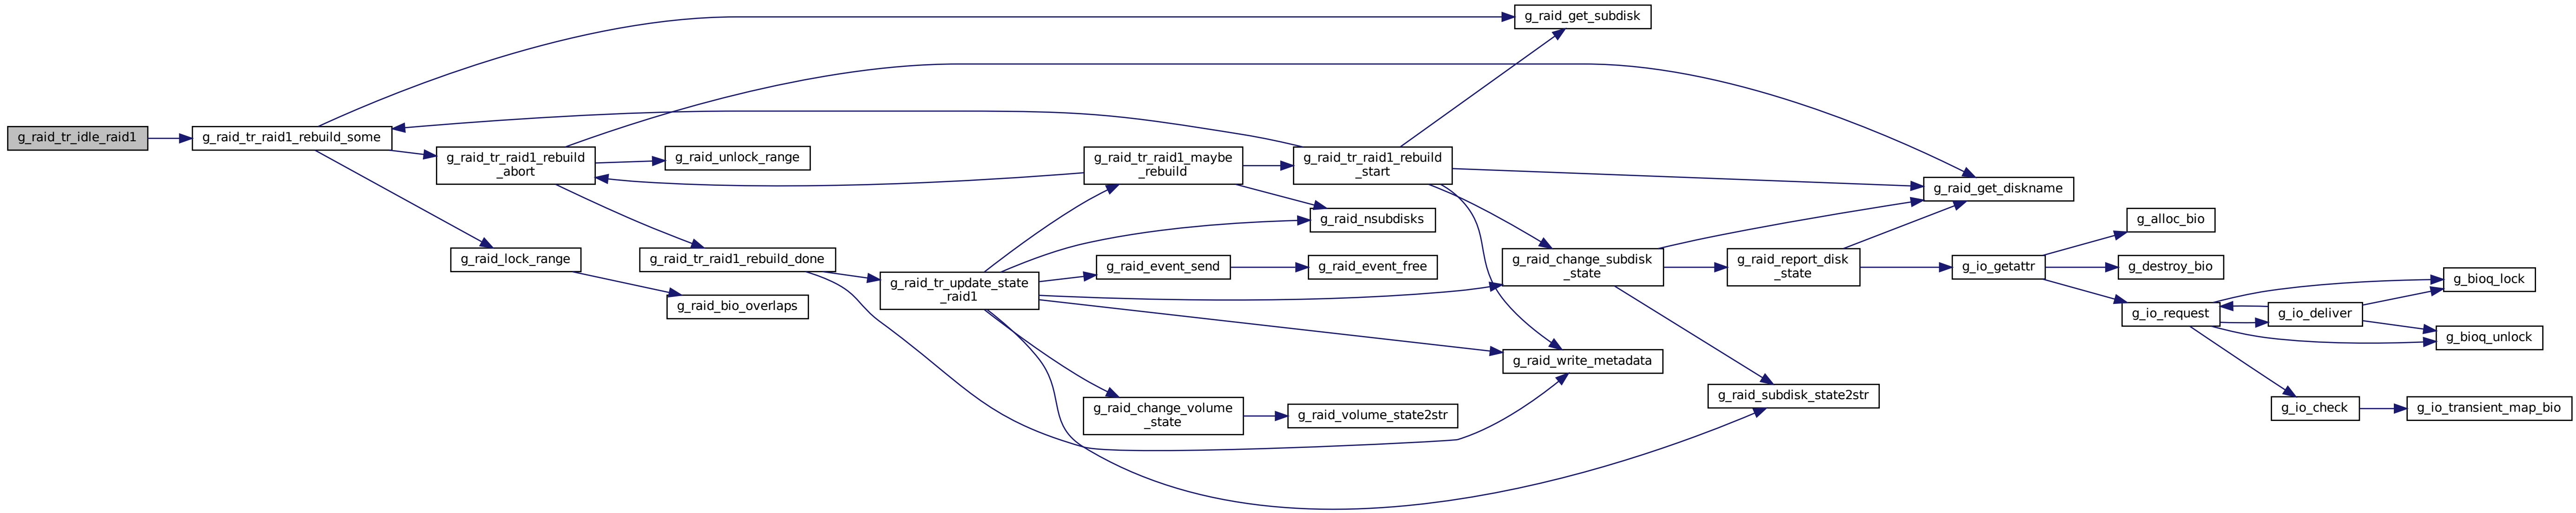 g_raid_get_subdisk
g_raid_tr_idle_raid1
g_raid_tr_raid1_rebuild_some
g_raid_tr_raid1_rebuild
_abort
g_raid_unlock_range
g_raid_tr_raid1_maybe
_rebuild
g_raid_tr_raid1_rebuild
_start
g_raid_get_diskname
g_raid_nsubdisks
g_alloc_bio
g_raid_lock_range
g_raid_tr_raid1_rebuild_done
g_raid_event_send
g_raid_event_free
g_raid_change_subdisk
_state
g_raid_report_disk
_state
g_io_getattr
g_destroy_bio
g_bioq_lock
g_raid_tr_update_state
_raid1
g_raid_bio_overlaps
g_io_request
g_io_deliver
g_bioq_unlock
g_raid_write_metadata
g_raid_subdisk_state2str
g_raid_change_volume
_state
g_raid_volume_state2str
g_io_check
g_io_transient_map_bio